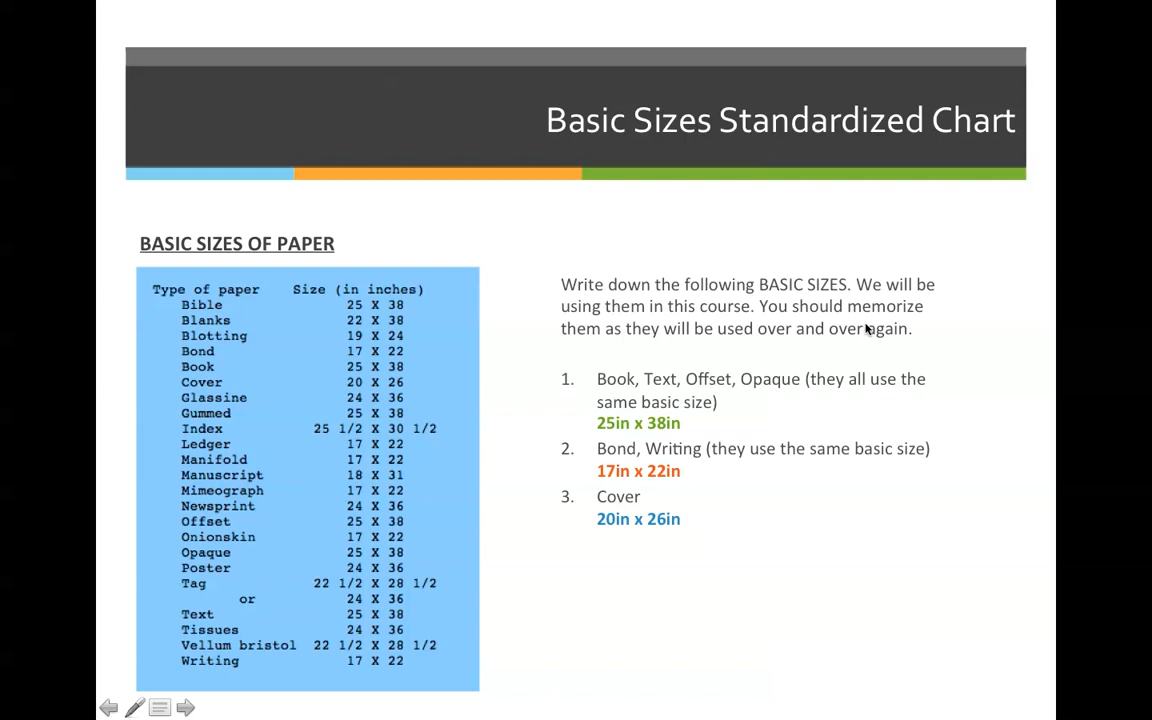 Basic Sizes Standardized Chart
BASIC SIZES OF PAPER
Type of paper Size (in inches)
Bible 25 X 38
Blanks 22 X 38
Blotting 19 X 24
Bond 17 X 22
Book 25 X 38
Cover 20 X 26
Glassine 24 X 36
Gummed 25 X 38
Index 25 1/2 X 30 1/2
Ledger 17 X 22
Manifold 17 X 22
Manuscript 18 X 31
Mimeograph 17 X 22
Newsprint 24 X 36
Offset 25 X 38
Onionskin 17 X 22
Opaque 25 X 38
Poster 24 X 36
Tag 22 1/2 X 28 1/2
or 24 X 36
Text 25 X 38
Tissues 24 X 36
Vellum bristol 22 1/2 X 28 1/2
Writing 17 X 22
Write down the following BASIC SIZES. We will be
using them in this course. You should memorize
them as they will be used over and over again.
1. Book, Text, Offset, Opaque (they all use the
same basic size)
25in x 38in
2. Bond, Writing (they use the same basic size)
17in x 22in
3. Cover
20in x 26in